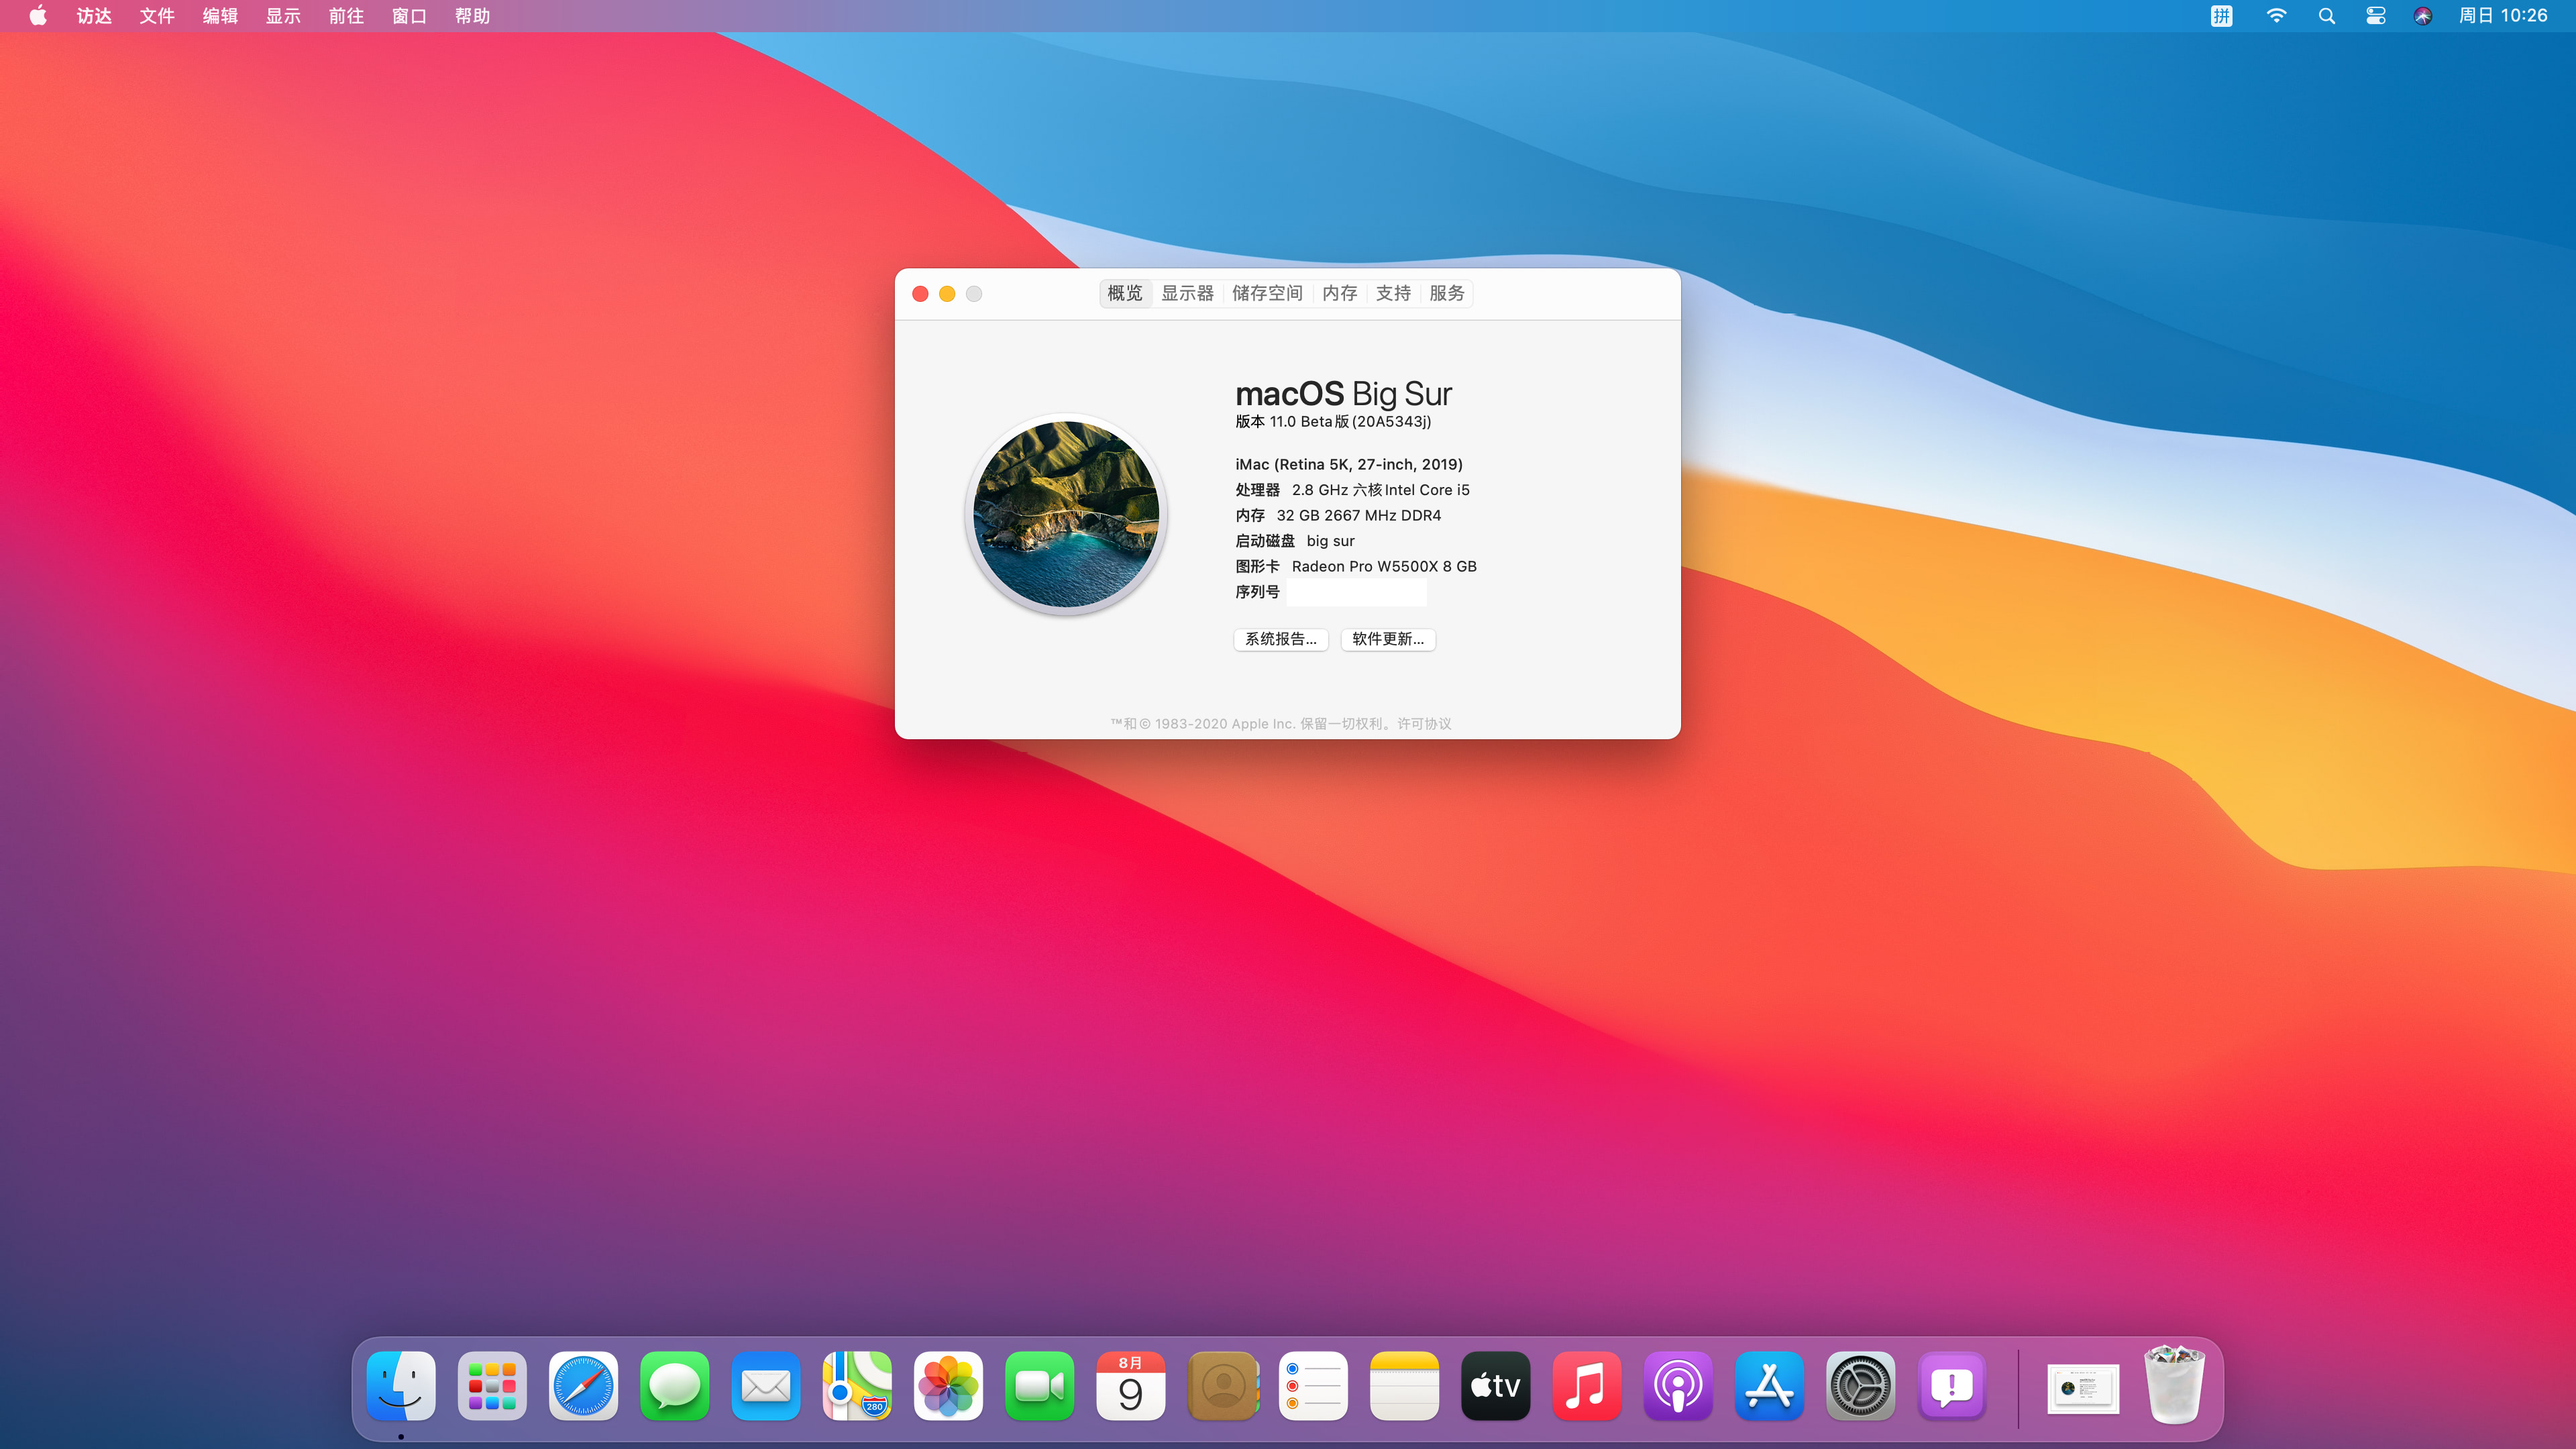 访达 文件 编辑 显示 前往 窗口 帮助
拼 周日 10:26
概览 显示器 储存空间 内存 支持 服务
macOS Big Sur
版本 11.0 Beta版(20A5343j)
iMac (Retina 5K, 27-inch, 2019)
处理器 2.8 GHz 六核Intel Core i5
内存 32 GB 2667 MHz DDR4
启动磁盘 big sur
图形卡 Radeon Pro W5500X 8 GB
序列号
系统报告... 软件更新...
™和© 1983-2020 Apple Inc. 保留一切权利。许可协议
280
8月
9
tv